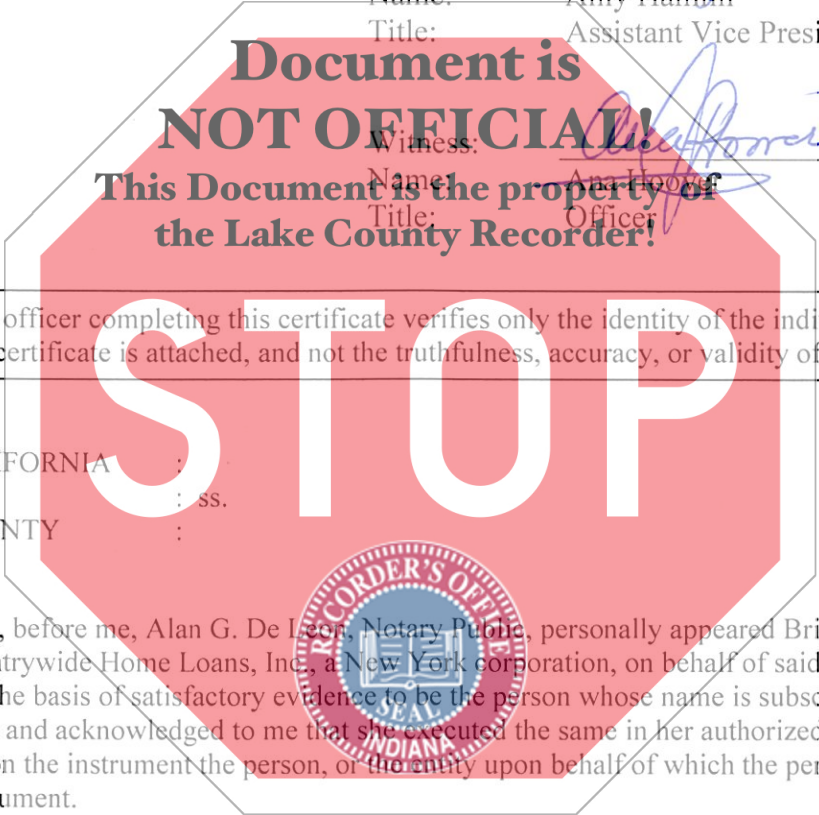 Title: Assistant Vice Presi
Document is
NOT OFFICIAL!
Witness:
This Document is the property of
Name: Ana Hoover
Title: Officer
the Lake County Recorder!
officer completing this certificate verifies only the identity of the indi
certificate is attached, and not the truthfulness, accuracy, or validity of
STOP
IFORNIA :
: ss.
NTY :
RECORDER'S OFFICE
SEAL
INDIANA
, before me, Alan G. De Leon, Notary Public, personally appeared Bri
ntrywide Home Loans, Inc., a New York corporation, on behalf of said
he basis of satisfactory evidence to be the person whose name is subsc
and acknowledged to me that she executed the same in her authorized
n the instrument the person, or the entity upon behalf of which the per
ument.